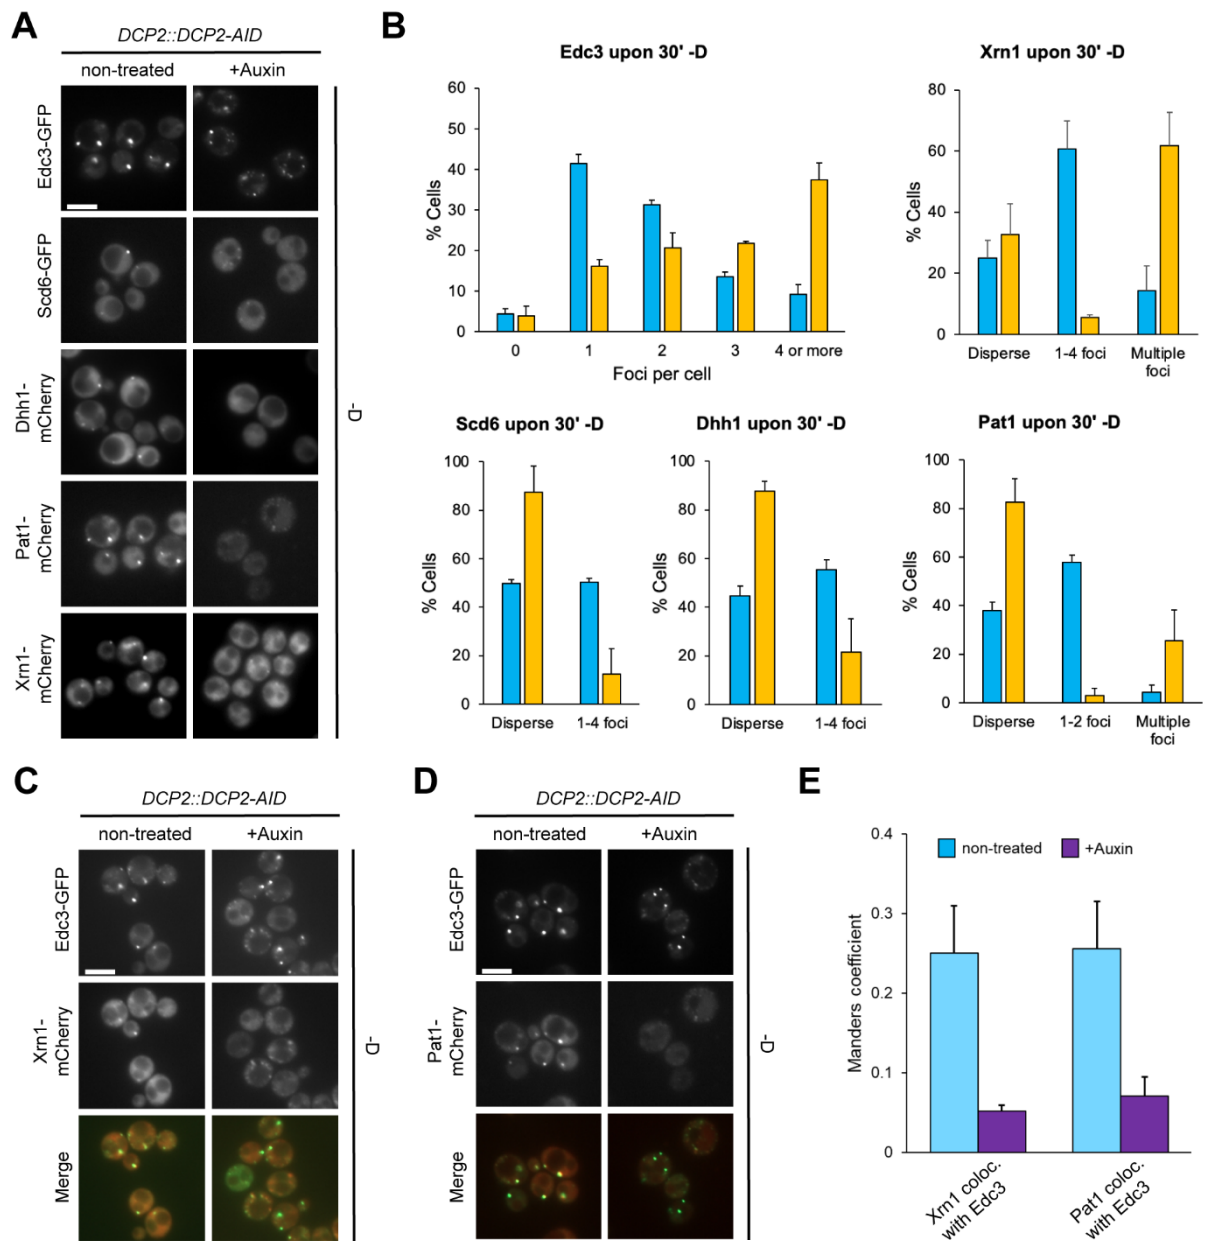 A
DCP2::DCP2-AID
non-treated
+Auxin
Edc3-GFP
Scd6-GFP
Dhh1-
mCherry
Pat1-
mCherry
Xrn1-
mCherry
-D
B
Edc3 upon 30' -D
% Cells
60
50
40
30
20
10
0
0
1
2
3
4 or more
Foci per cell
Xrn1 upon 30' -D
% Cells
80
60
40
20
0
Disperse
1-4 foci
Multiple
foci
Scd6 upon 30' -D
% Cells
100
80
60
40
20
0
Disperse
1-4 foci
Dhh1 upon 30' -D
% Cells
100
80
60
40
20
0
Disperse
1-4 foci
Pat1 upon 30' -D
% Cells
100
80
60
40
20
0
Disperse
1-2 foci
Multiple
foci
C
DCP2::DCP2-AID
non-treated
+Auxin
Edc3-GFP
Xrn1-
mCherry
Merge
-D
D
DCP2::DCP2-AID
non-treated
+Auxin
Edc3-GFP
Pat1-
mCherry
Merge
-D
E
non-treated
+Auxin
Manders coefficient
0.4
0.3
0.2
0.1
0
Xrn1 coloc.
with Edc3
Pat1 coloc.
with Edc3